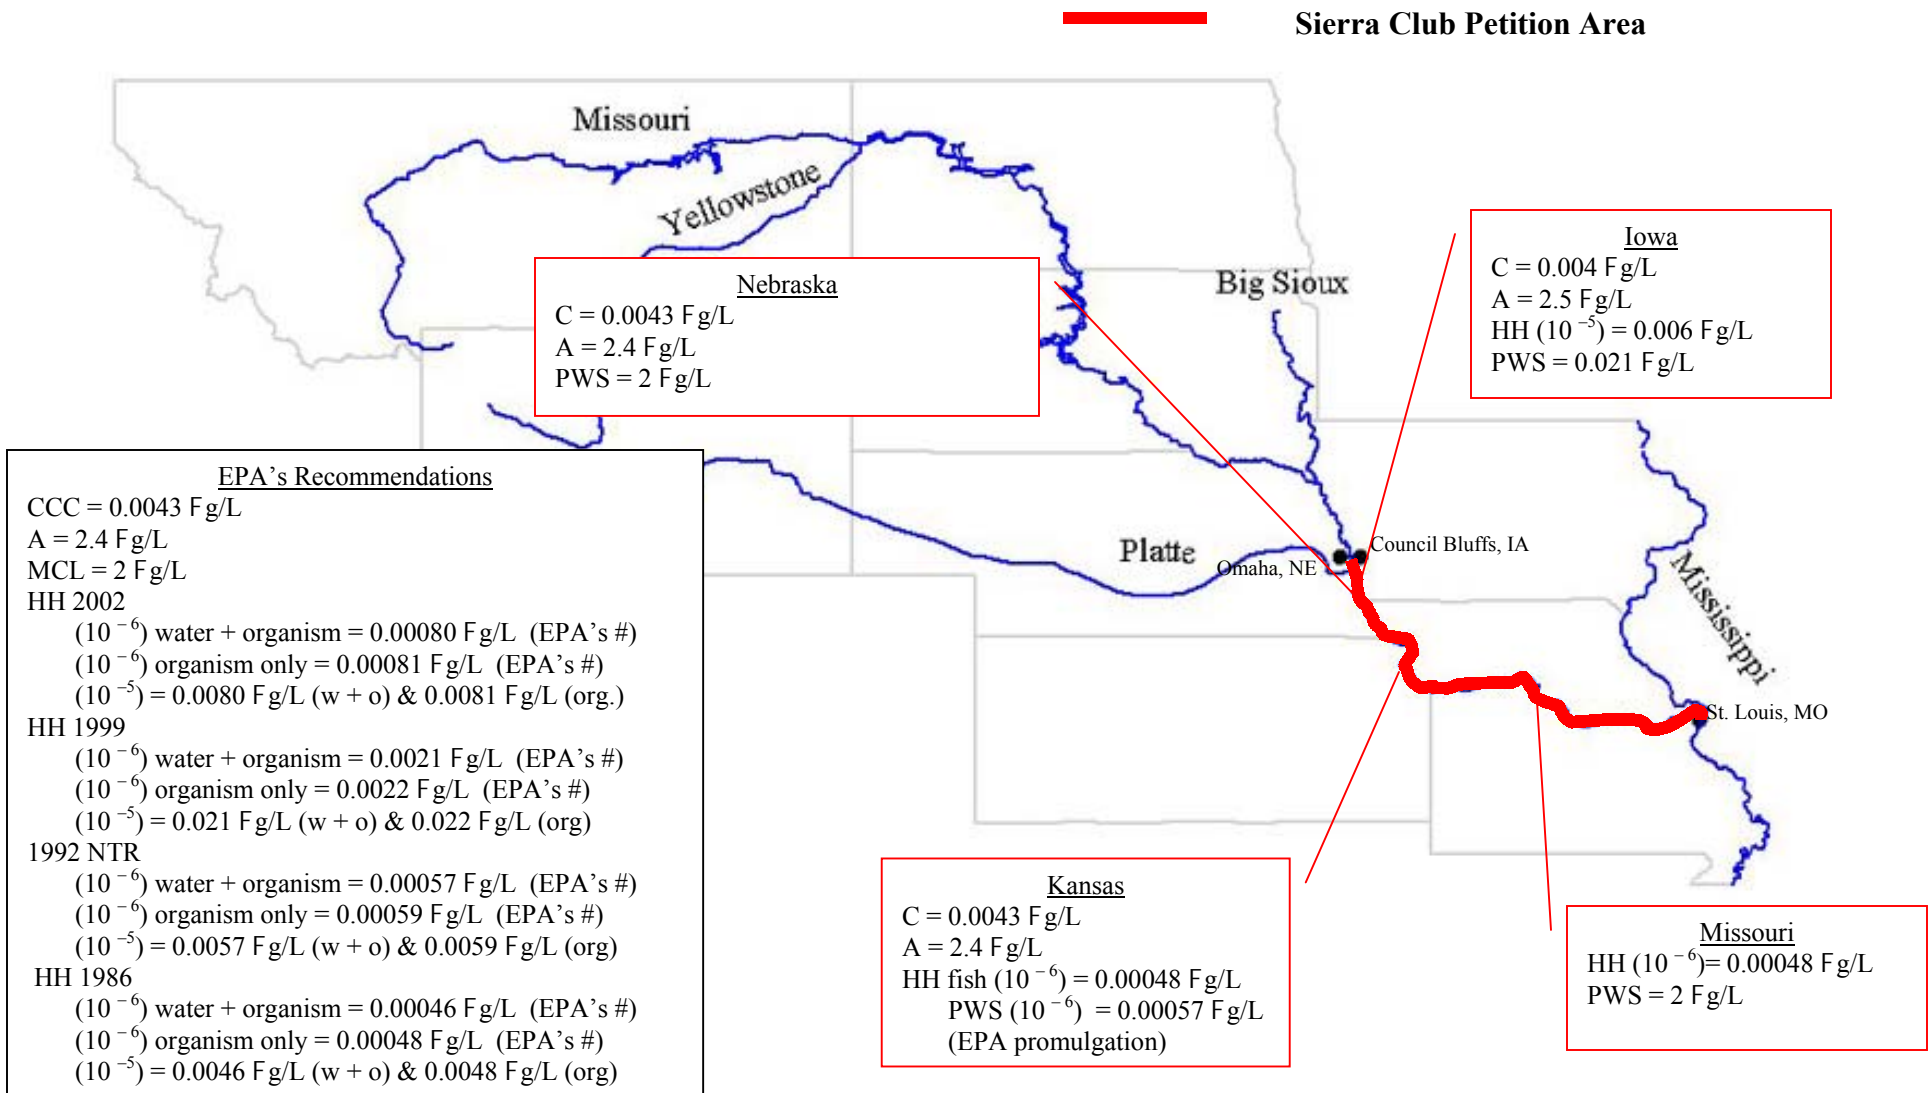 Sierra Club Petition Area
Missouri
Yellowstone
Big Sioux
Platte
Mississippi
Omaha, NE
Council Bluffs, IA
St. Louis, MO
Nebraska
C = 0.0043 Fg/L
A = 2.4 Fg/L
PWS = 2 Fg/L
Iowa
C = 0.004 Fg/L
A = 2.5 Fg/L
HH (10 ⁻⁵) = 0.006 Fg/L
PWS = 0.021 Fg/L
EPA’s Recommendations
CCC = 0.0043 Fg/L
A = 2.4 Fg/L
MCL = 2 Fg/L
HH 2002
(10 ⁻⁶) water + organism = 0.00080 Fg/L (EPA’s #)
(10 ⁻⁶) organism only = 0.00081 Fg/L (EPA’s #)
(10 ⁻⁵) = 0.0080 Fg/L (w + o) & 0.0081 Fg/L (org.)
HH 1999
(10 ⁻⁶) water + organism = 0.0021 Fg/L (EPA’s #)
(10 ⁻⁶) organism only = 0.0022 Fg/L (EPA’s #)
(10 ⁻⁵) = 0.021 Fg/L (w + o) & 0.022 Fg/L (org)
1992 NTR
(10 ⁻⁶) water + organism = 0.00057 Fg/L (EPA’s #)
(10 ⁻⁶) organism only = 0.00059 Fg/L (EPA’s #)
(10 ⁻⁵) = 0.0057 Fg/L (w + o) & 0.0059 Fg/L (org)
HH 1986
(10 ⁻⁶) water + organism = 0.00046 Fg/L (EPA’s #)
(10 ⁻⁶) organism only = 0.00048 Fg/L (EPA’s #)
(10 ⁻⁵) = 0.0046 Fg/L (w + o) & 0.0048 Fg/L (org)
Kansas
C = 0.0043 Fg/L
A = 2.4 Fg/L
HH fish (10 ⁻⁶) = 0.00048 Fg/L
PWS (10 ⁻⁶) = 0.00057 Fg/L
(EPA promulgation)
Missouri
HH (10 ⁻⁶)= 0.00048 Fg/L
PWS = 2 Fg/L